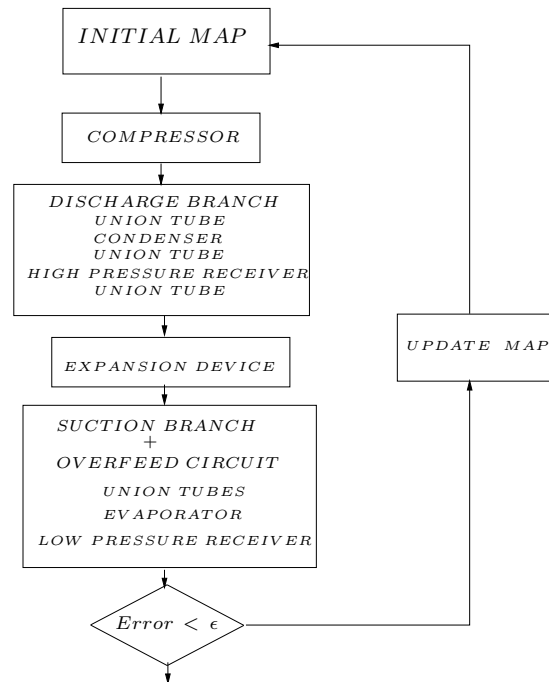 INITIAL MAP
COMPRESSOR
DISCHARGE BRANCH
UNION TUBE
CONDENSER
UNION TUBE
HIGH PRESSURE RECEIVER
UNION TUBE
EXPANSION DEVICE
SUCTION BRANCH
+
OVERFEED CIRCUIT
UNION TUBES
EVAPORATOR
LOW PRESSURE RECEIVER
Error < ϵ
UPDATE MAP